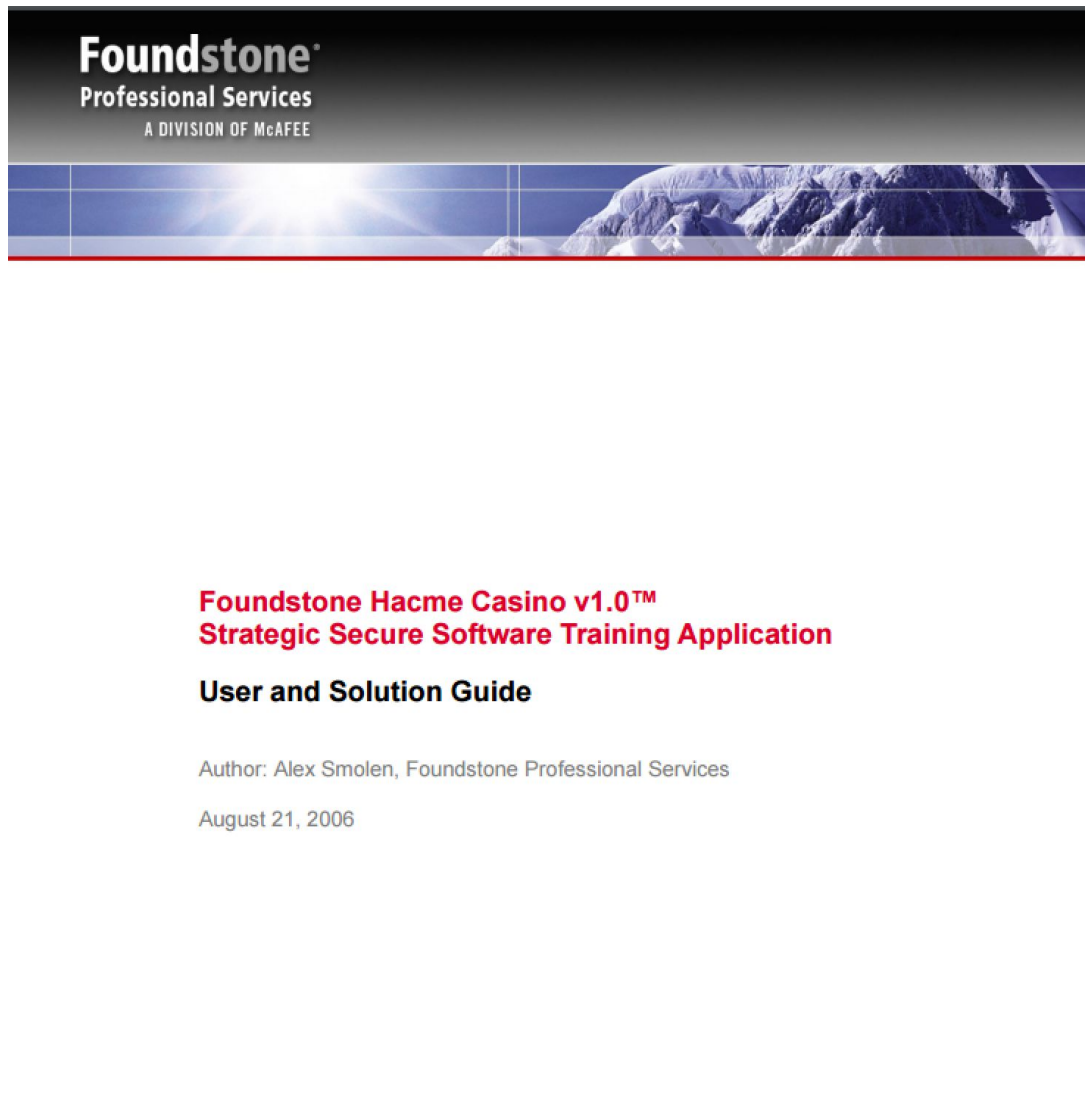 Foundstone®
Professional Services
A DIVISION OF McAFEE
Foundstone Hacme Casino v1.0™
Strategic Secure Software Training Application
User and Solution Guide
Author: Alex Smolen, Foundstone Professional Services
August 21, 2006